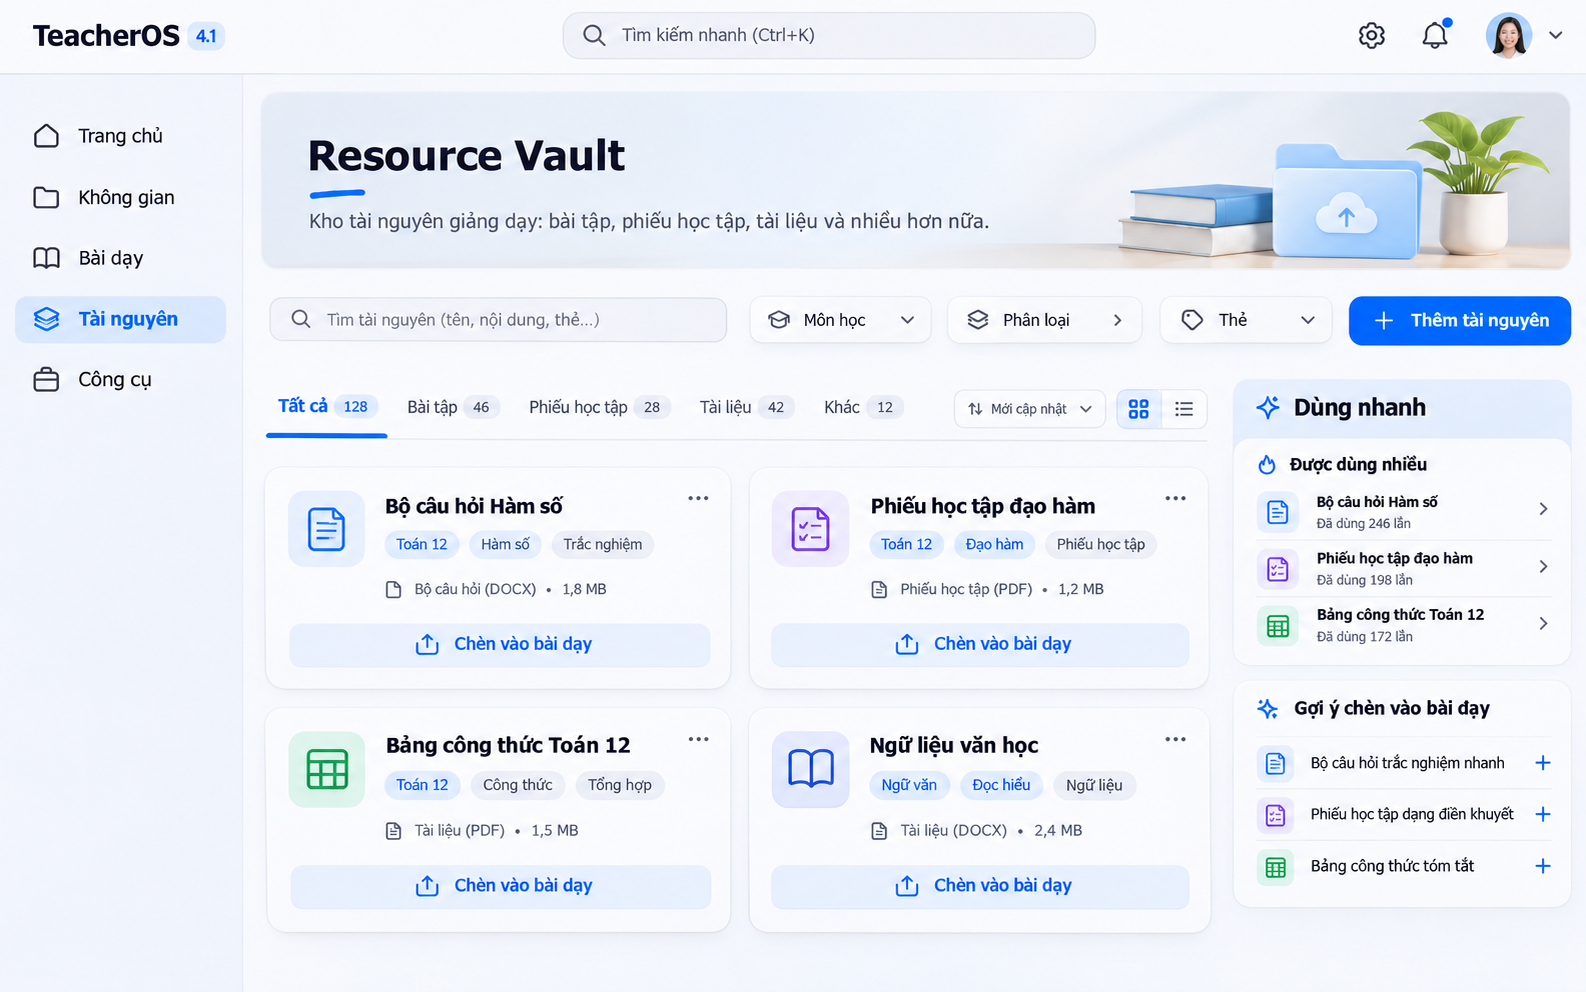 TeacherOS 4.1
Tìm kiếm nhanh (Ctrl+K)
Trang chủ
Không gian
Bài dạy
Tài nguyên
Công cụ
Resource Vault
Kho tài nguyên giảng dạy: bài tập, phiếu học tập, tài liệu và nhiều hơn nữa.
Tìm tài nguyên (tên, nội dung, thẻ...)
Môn học
Phân loại
Thẻ
Thêm tài nguyên
Tất cả 128
Bài tập 46
Phiếu học tập 28
Tài liệu 42
Khác 12
Mới cập nhật
Bộ câu hỏi Hàm số
Toán 12 Hàm số Trắc nghiệm
Bộ câu hỏi (DOCX) • 1,8 MB
Chèn vào bài dạy
Phiếu học tập đạo hàm
Toán 12 Đạo hàm Phiếu học tập
Phiếu học tập (PDF) • 1,2 MB
Chèn vào bài dạy
Bảng công thức Toán 12
Toán 12 Công thức Tổng hợp
Tài liệu (PDF) • 1,5 MB
Chèn vào bài dạy
Ngữ liệu văn học
Ngữ văn Đọc hiểu Ngữ liệu
Tài liệu (DOCX) • 2,4 MB
Chèn vào bài dạy
Dùng nhanh
Được dùng nhiều
Bộ câu hỏi Hàm số
Đã dùng 246 lần
Phiếu học tập đạo hàm
Đã dùng 198 lần
Bảng công thức Toán 12
Đã dùng 172 lần
Gợi ý chèn vào bài dạy
Bộ câu hỏi trắc nghiệm nhanh
Phiếu học tập dạng điền khuyết
Bảng công thức tóm tắt